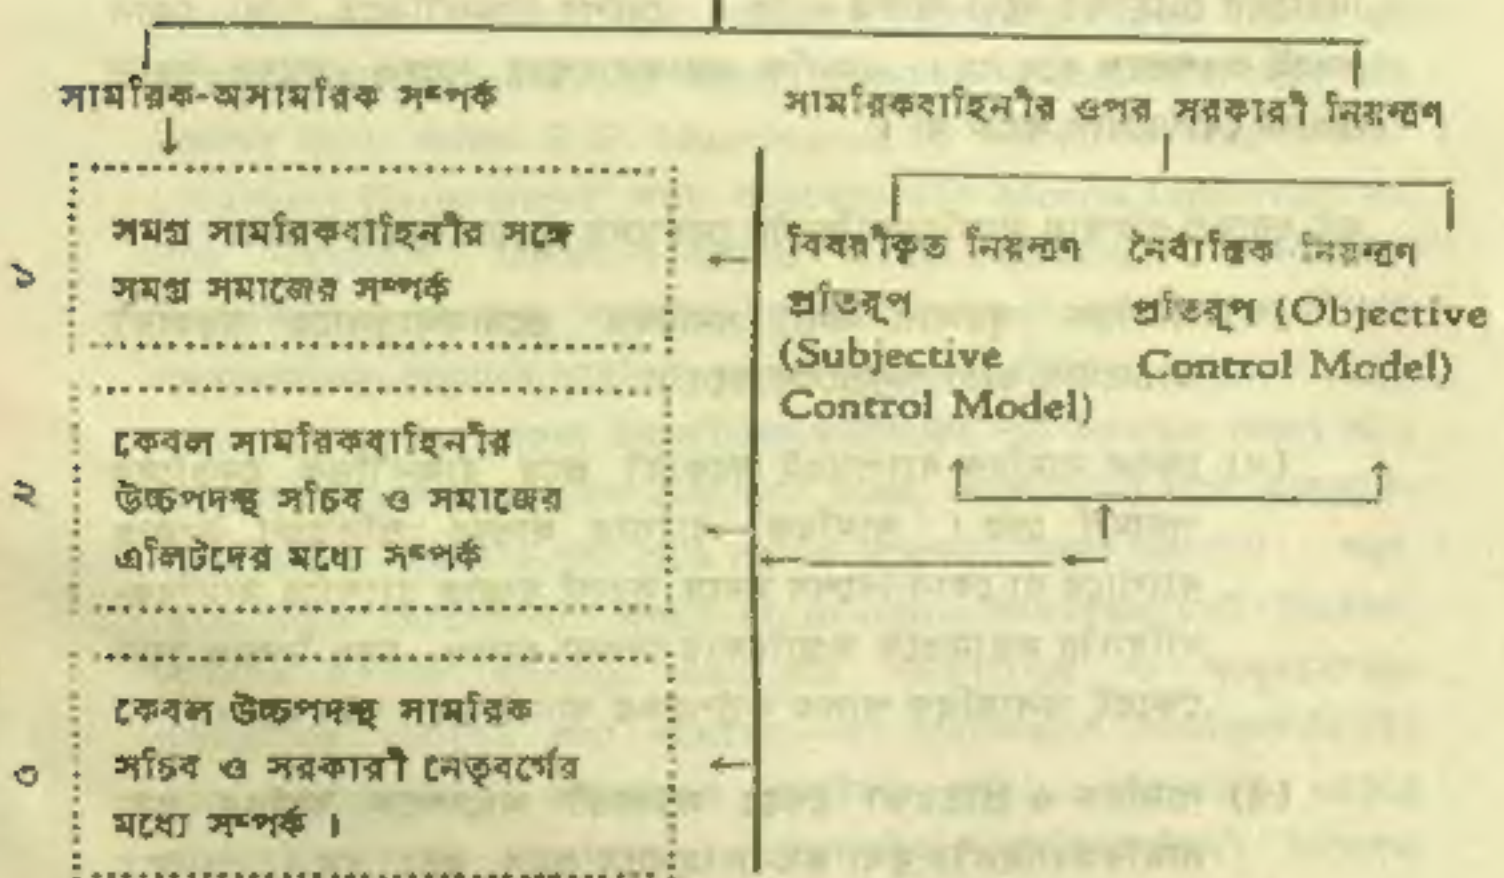 সামরিক-অসামরিক সম্পর্ক
সামরিকবাহিনীর ওপর সরকারী নিয়ন্ত্রণ
১
সমগ্র সামরিকবাহিনীর সঙ্গে
সমগ্র সমাজের সম্পর্ক
২
কেবল সামরিকবাহিনীর
উচ্চপদস্থ সচিব ও সমাজের
এলিটদের মধ্যে সম্পর্ক
৩
কেবল উচ্চপদস্থ সামরিক
সচিব ও সরকারী নেতৃবর্গের
মধ্যে সম্পর্ক ।
বিষয়ীকৃত নিয়ন্ত্রণ
প্রতিরূপ
(Subjective
Control Model)
নৈর্ব্যক্তিক নিয়ন্ত্রণ
প্রতিরূপ (Objective
Control Model)